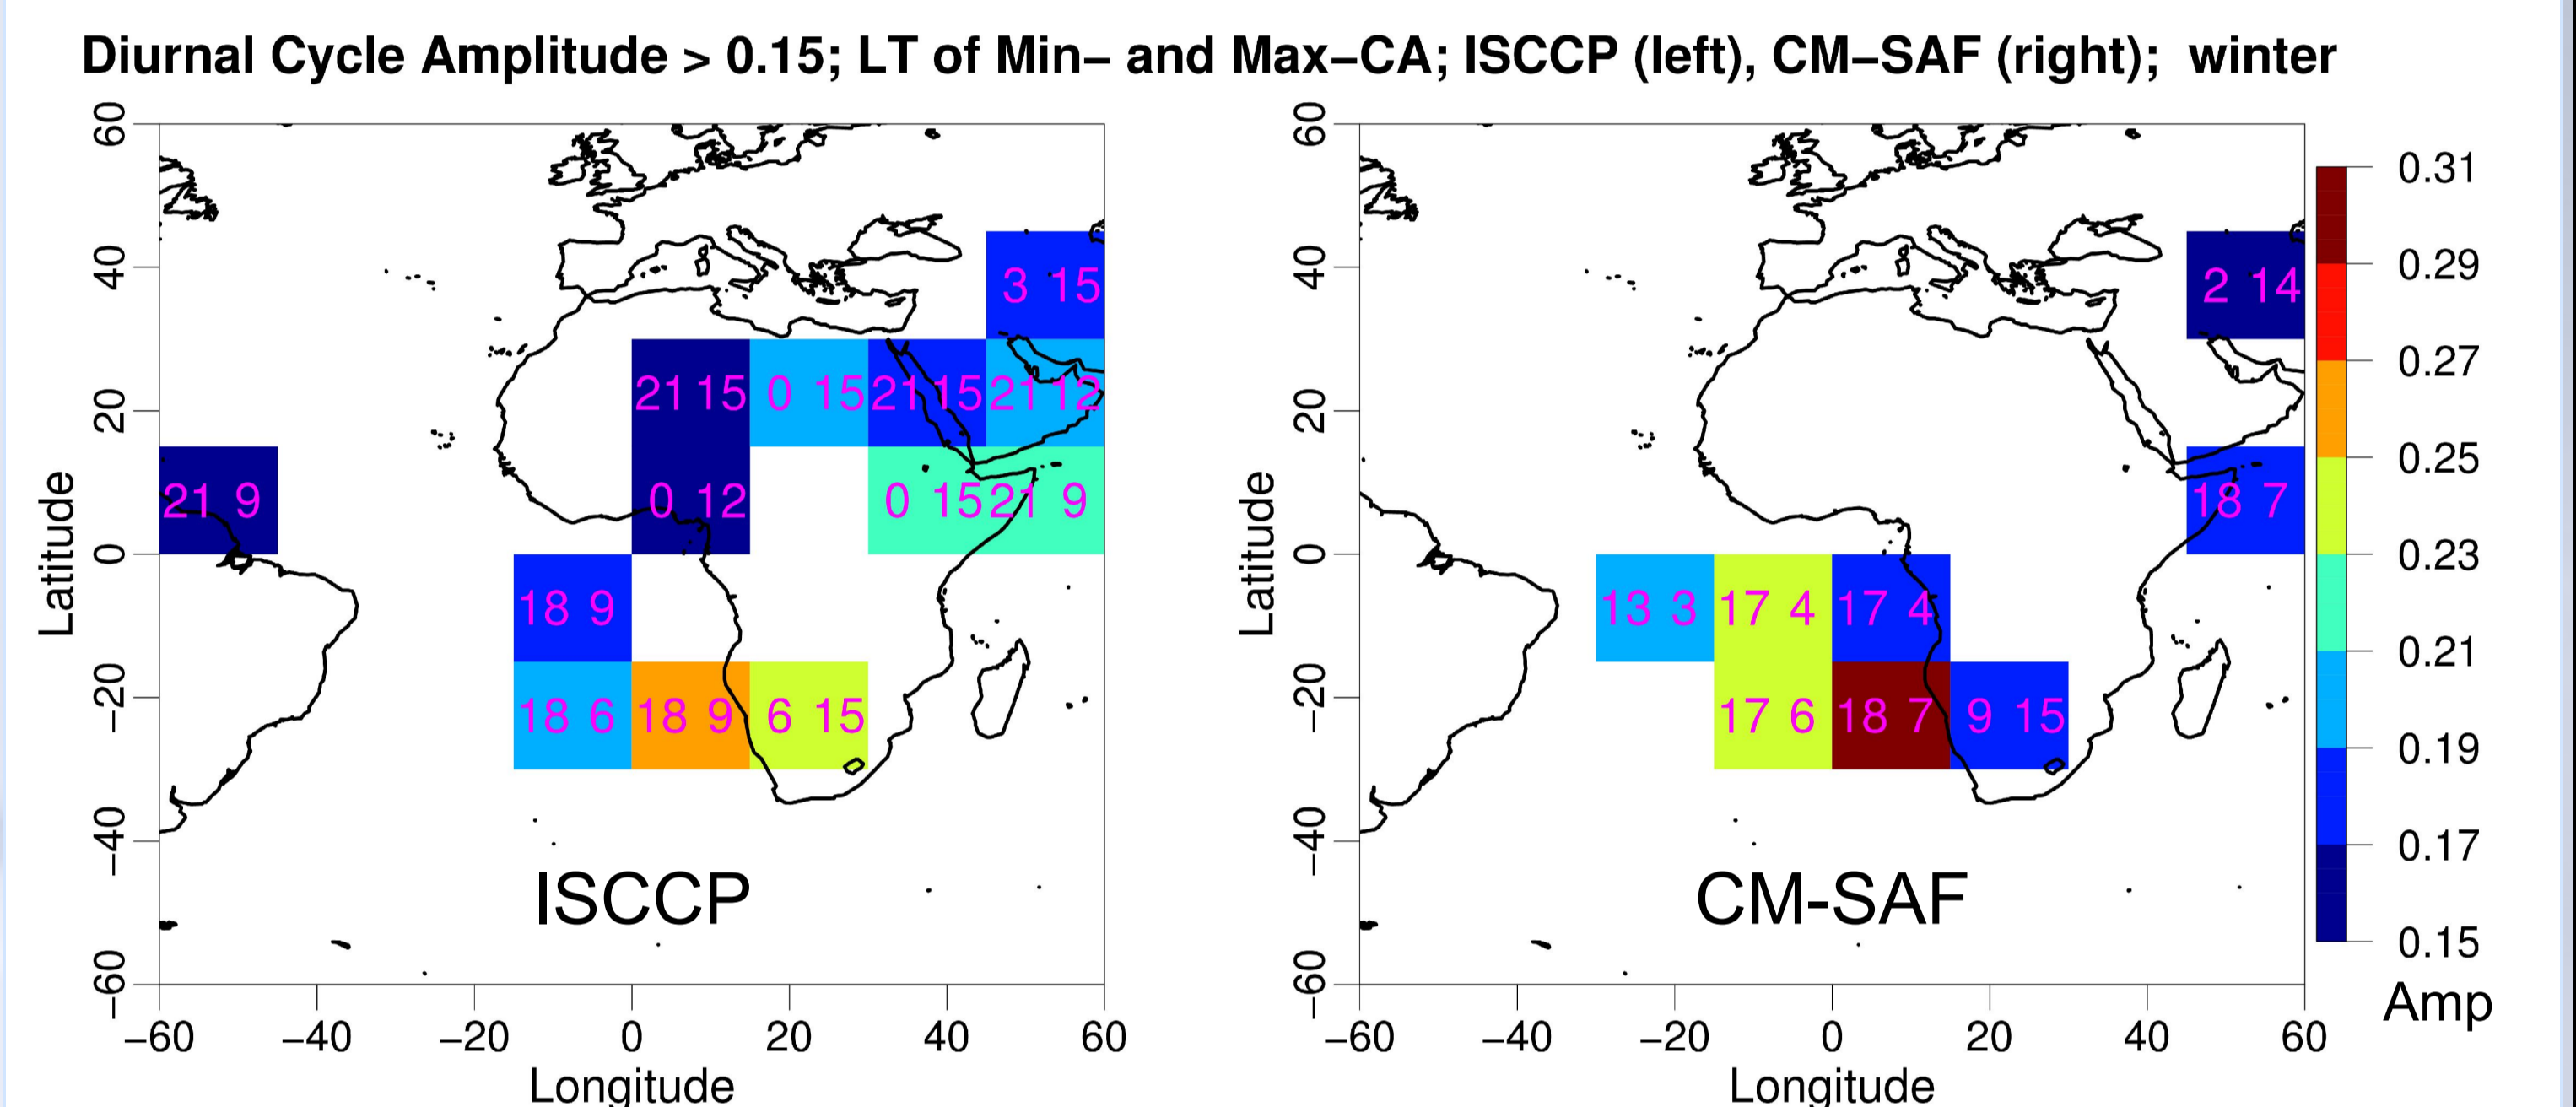 Diurnal Cycle Amplitude > 0.15; LT of Min− and Max−CA; ISCCP (left), CM−SAF (right);  winter
60
40
20
0
−20
−40
−60
Latitude
3 15
21 15 0 15 21 15 21 12
21 9 0 12 0 15 21 9
18 9
18 6 18 9 6 15
ISCCP
−60 −40 −20 0 20 40 60
Longitude
60
40
20
0
−20
−40
−60
Latitude
2 14
18 7
13 3 17 4 17 4
17 6 18 7 9 15
CM-SAF
−60 −40 −20 0 20 40 60
Longitude
0.31
0.29
0.27
0.25
0.23
0.21
0.19
0.17
0.15
Amp